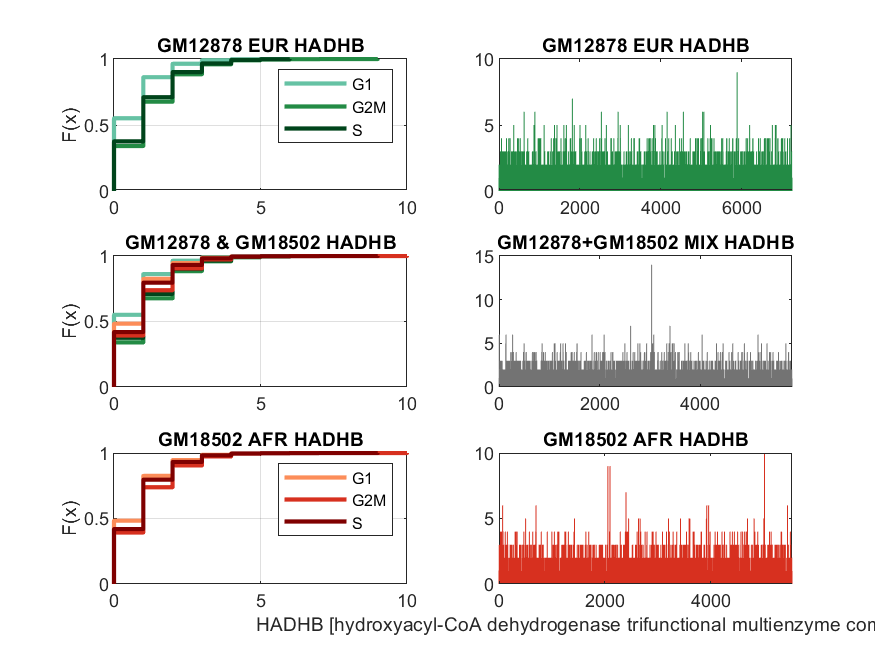 GM12878 EUR HADHB
F(x)
1
0.5
0
0 5 10
G1
G2M
S
GM12878 EUR HADHB
10
5
0
0 2000 4000 6000
GM12878 & GM18502 HADHB
F(x)
1
0.5
0
0 5 10
GM12878+GM18502 MIX HADHB
15
10
5
0
0 2000 4000
GM18502 AFR HADHB
F(x)
1
0.5
0
0 5 10
G1
G2M
S
GM18502 AFR HADHB
10
5
0
0 2000 4000
HADHB [hydroxyacyl-CoA dehydrogenase trifunctional multienzyme com